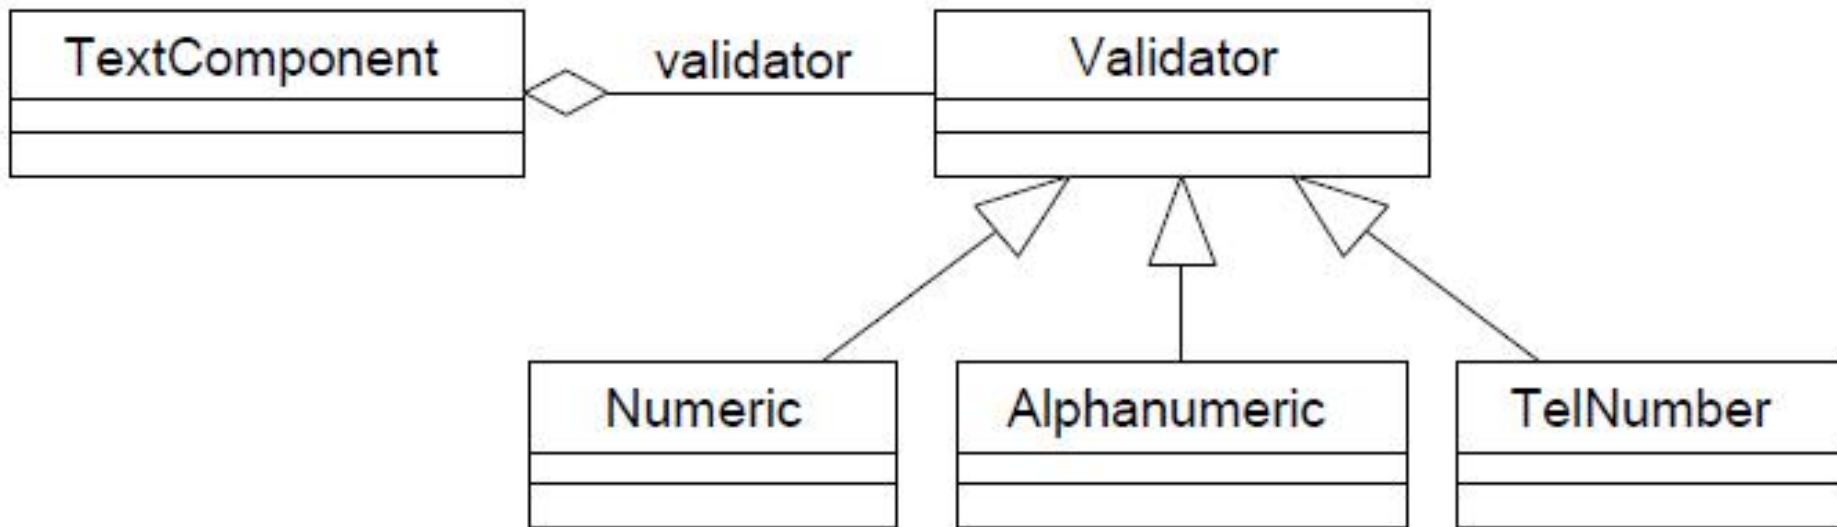 TextComponent
validator
Validator
Numeric
Alphanumeric
TelNumber